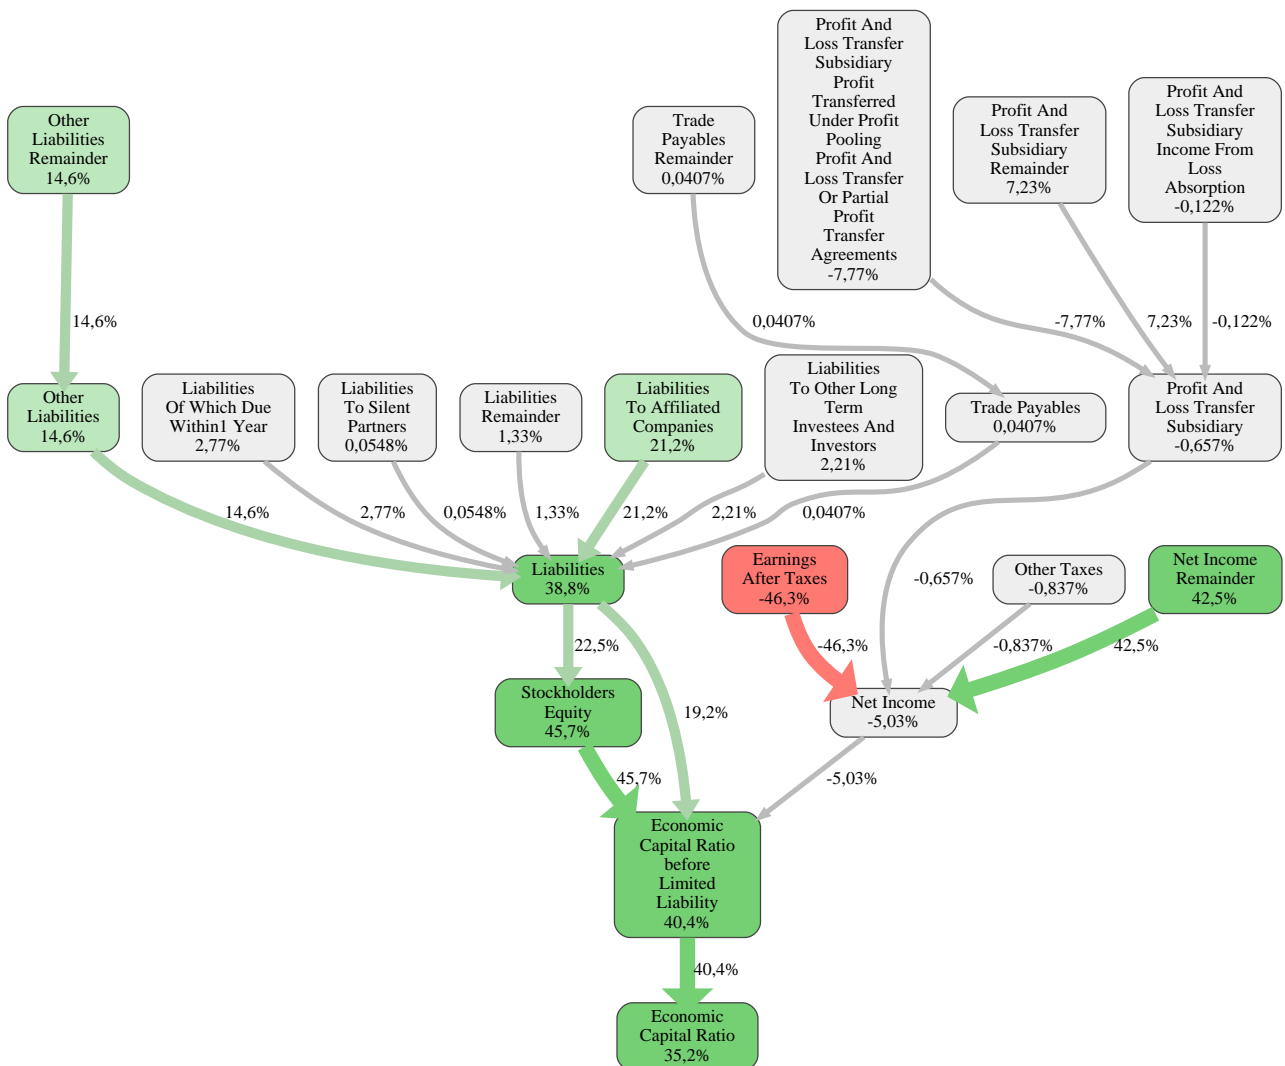 Profit And
Loss Transfer
Subsidiary
Profit
Transferred
Under Profit
Pooling
Profit And
Loss Transfer
Or Partial
Profit
Transfer
Agreements
-7,77%
Other
Liabilities
Remainder
14,6%
Trade
Payables
Remainder
0,0407%
Profit And
Loss Transfer
Subsidiary
Remainder
7,23%
Profit And
Loss Transfer
Subsidiary
Income From
Loss
Absorption
-0,122%
14,6%
0,0407%
-7,77%
7,23%
-0,122%
Other
Liabilities
14,6%
Liabilities
Of Which Due
Within1 Year
2,77%
Liabilities
To Silent
Partners
0,0548%
Liabilities
Remainder
1,33%
Liabilities
To Affiliated
Companies
21,2%
Liabilities
To Other Long
Term
Investees And
Investors
2,21%
Trade Payables
0,0407%
Profit And
Loss Transfer
Subsidiary
-0,657%
14,6%
2,77%
0,0548%
1,33%
21,2%
2,21%
0,0407%
-0,657%
Liabilities
38,8%
Earnings
After Taxes
-46,3%
Other Taxes
-0,837%
Net Income
Remainder
42,5%
22,5%
19,2%
-46,3%
-0,837%
42,5%
Stockholders
Equity
45,7%
Net Income
-5,03%
45,7%
-5,03%
Economic
Capital Ratio
before
Limited
Liability
40,4%
40,4%
Economic
Capital Ratio
35,2%